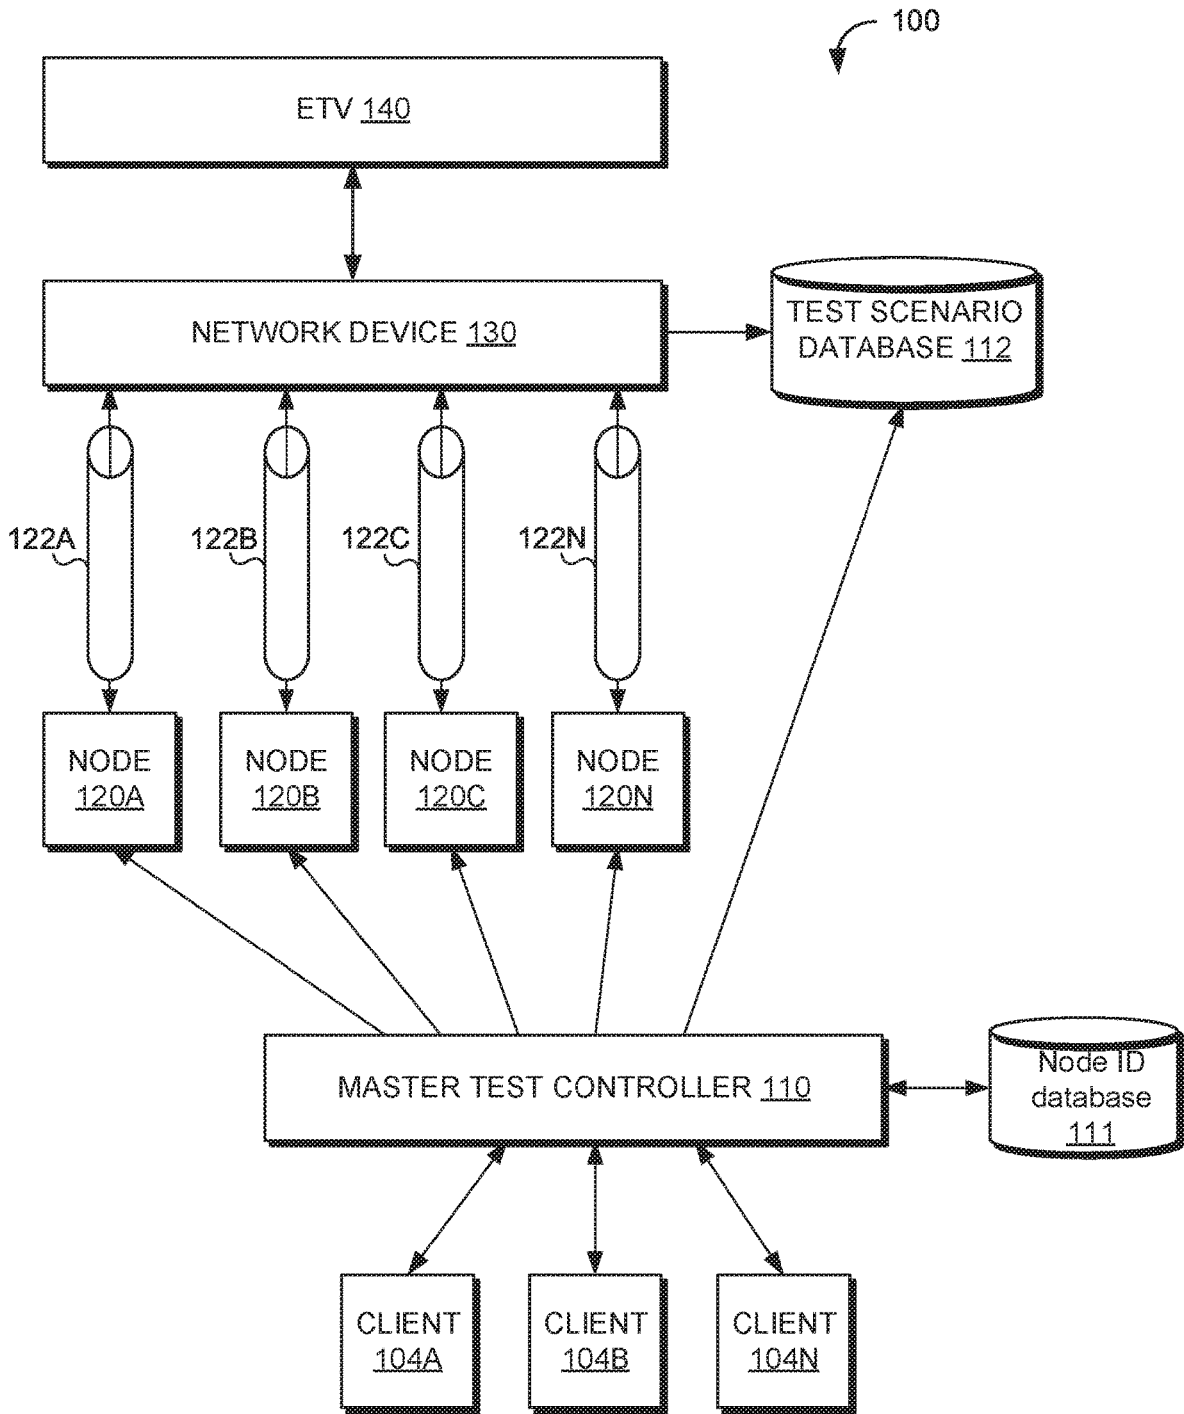 100
ETV 140
NETWORK DEVICE 130
TEST SCENARIO
DATABASE 112
122A
122B
122C
122N
NODE
120A
NODE
120B
NODE
120C
NODE
120N
MASTER TEST CONTROLLER 110
Node ID
database
111
CLIENT
104A
CLIENT
104B
CLIENT
104N